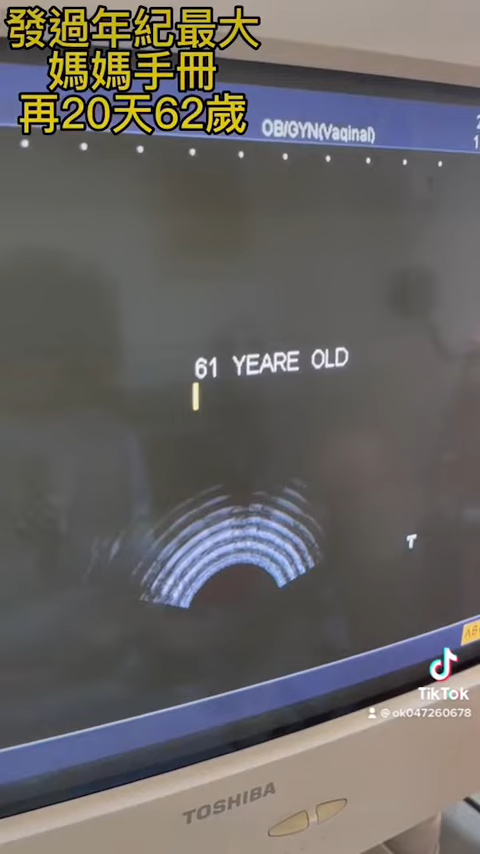 發過年紀最大
媽媽手冊
再20天62歲
OB/GYN(Vaginal)
61 YEARE OLD
T
TikTok
@ok047260678
TOSHIBA